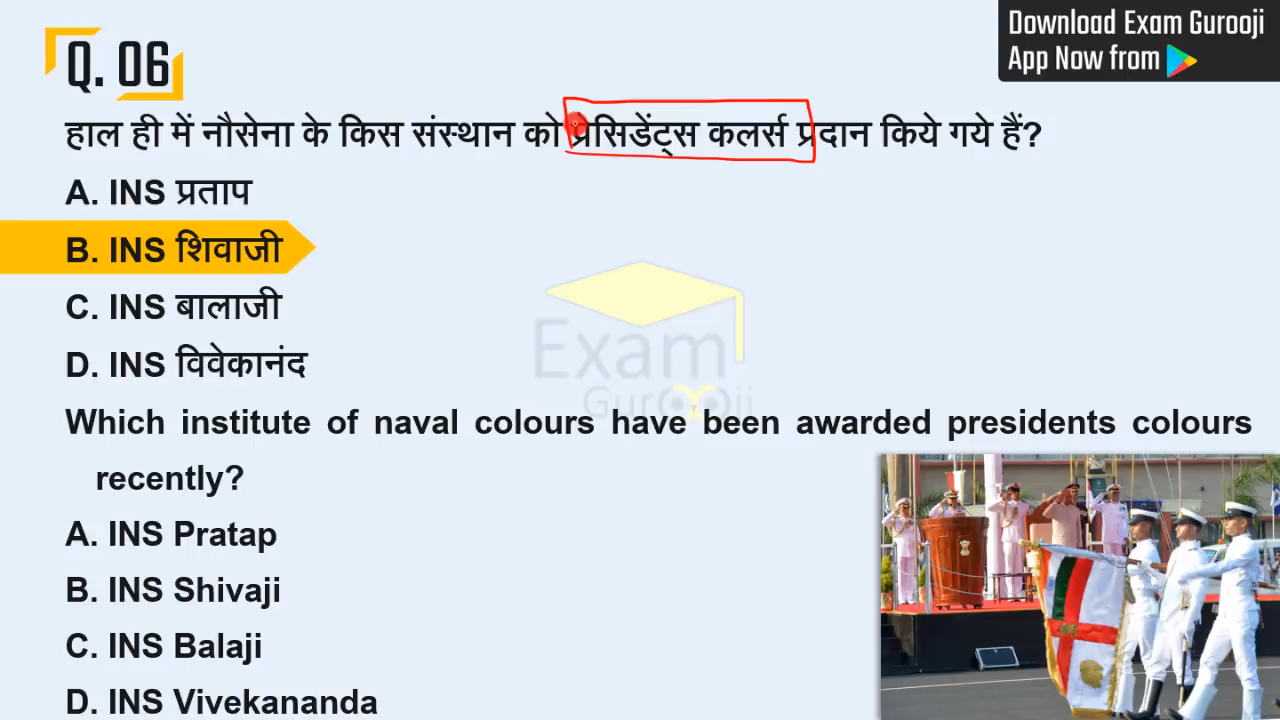 Download Exam Gurooji
App Now from
Q. 06
हाल ही में नौसेना के किस संस्थान को प्रेसिडेंट्स कलर्स प्रदान किये गये हैं?
A. INS प्रताप
B. INS शिवाजी
C. INS बालाजी
D. INS विवेकानंद
Exam
Gurooji
Which institute of naval colours have been awarded presidents colours
recently?
A. INS Pratap
B. INS Shivaji
C. INS Balaji
D. INS Vivekananda